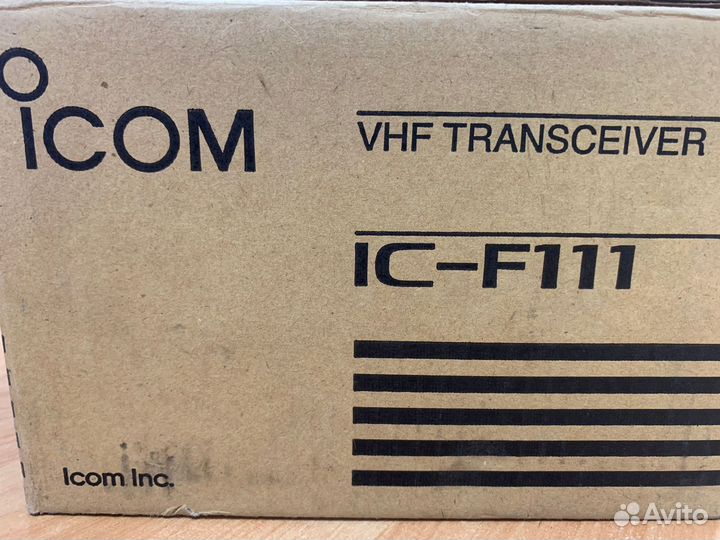 ICOM
VHF TRANSCEIVER
IC-F111
Icom Inc.
Avito